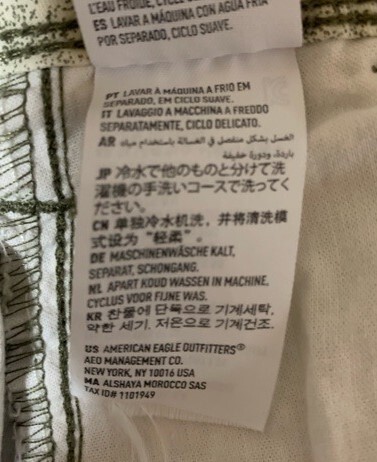 L'EAU FROIDE,
ES LAVAR A MÁQUINA CON AGUA FRÍA
POR SEPARADO, CICLO SUAVE.
PT LAVAR À MÁQUINA A FRIO EM
SEPARADO, EM CICLO SUAVE.
IT LAVAGGIO A MACCHINA A FREDDO
SEPARATAMENTE, CICLO DELICATO.
AR الغسل بشكل منفصل في الغسالة باستخدام مياه
باردة، ودورة خفيفة
JP 冷水で他のものと分けて洗
濯機の手洗いコースで洗ってく
ださい。
CN 单独冷水机洗，并将清洗模
式设为 "轻柔" 。
DE MASCHINENWÄSCHE KALT,
SEPARAT, SCHONGANG.
NL APART KOUD WASSEN IN MACHINE,
CYCLUS VOOR FIJNE WAS.
KR 찬물에 단독으로 기계세탁,
약한 세기. 저온으로 기계건조.
US AMERICAN EAGLE OUTFITTERS®
AEO MANAGEMENT CO.
NEW YORK, NY 10016 USA
MA ALSHAYA MOROCCO SAS
TAX ID# 1101949